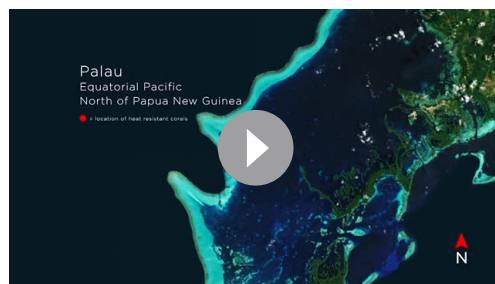 Palau
Equatorial Pacific
North of Papua New Guinea
= location of heat resistant corals
N